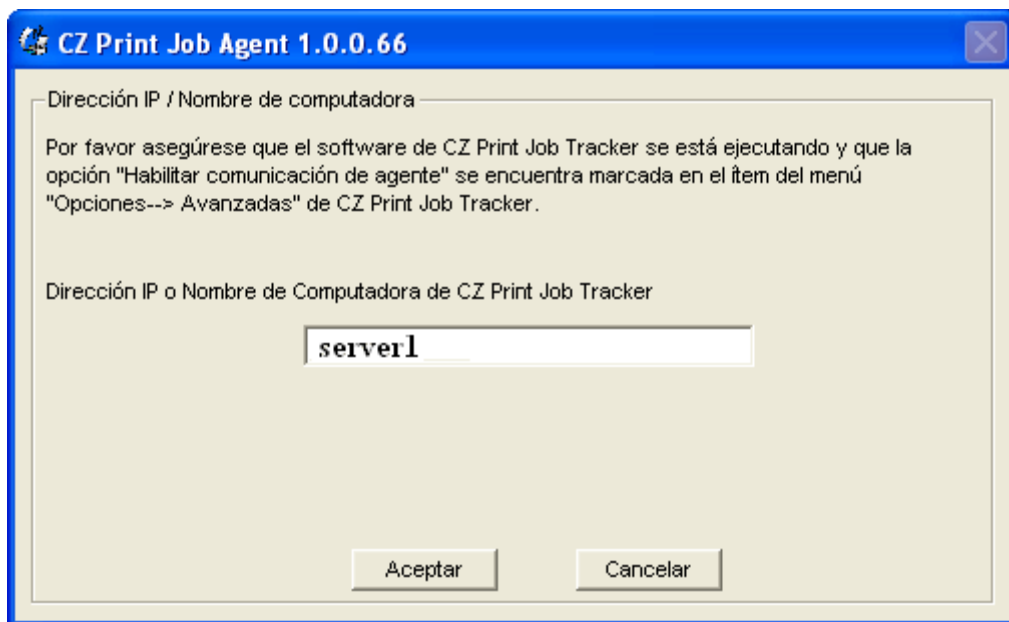 CZ Print Job Agent 1.0.0.66
Dirección IP / Nombre de computadora
Por favor asegúrese que el software de CZ Print Job Tracker se está ejecutando y que la
opción "Habilitar comunicación de agente" se encuentra marcada en el ítem del menú
"Opciones--> Avanzadas" de CZ Print Job Tracker.
Dirección IP o Nombre de Computadora de CZ Print Job Tracker
server1
Aceptar
Cancelar